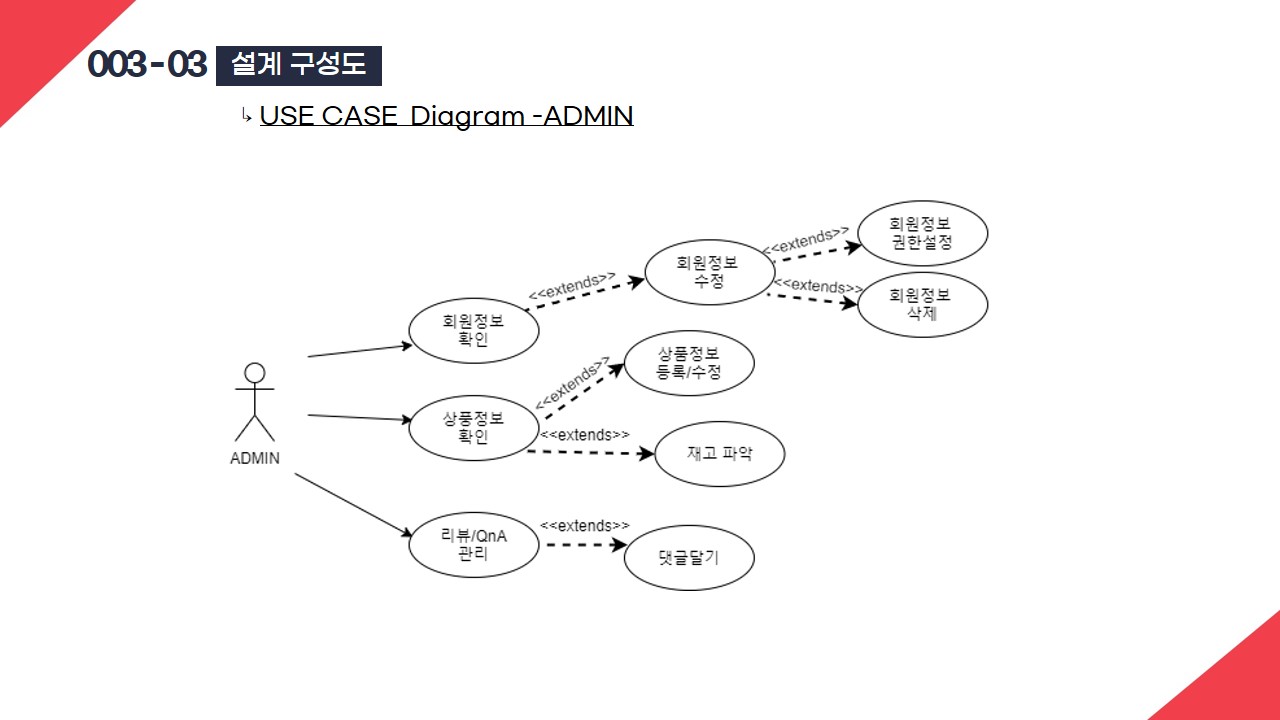 003-03 설계 구성도
↳ USE CASE Diagram -ADMIN
<<extends>>
회원정보
권한설정
<<extends>>
회원정보
삭제
<<extends>>
회원정보
수정
회원정보
확인
<<extends>>
상품정보
등록/수정
상품정보
확인
<<extends>>
재고 파악
ADMIN
리뷰/QnA
관리
<<extends>>
댓글달기